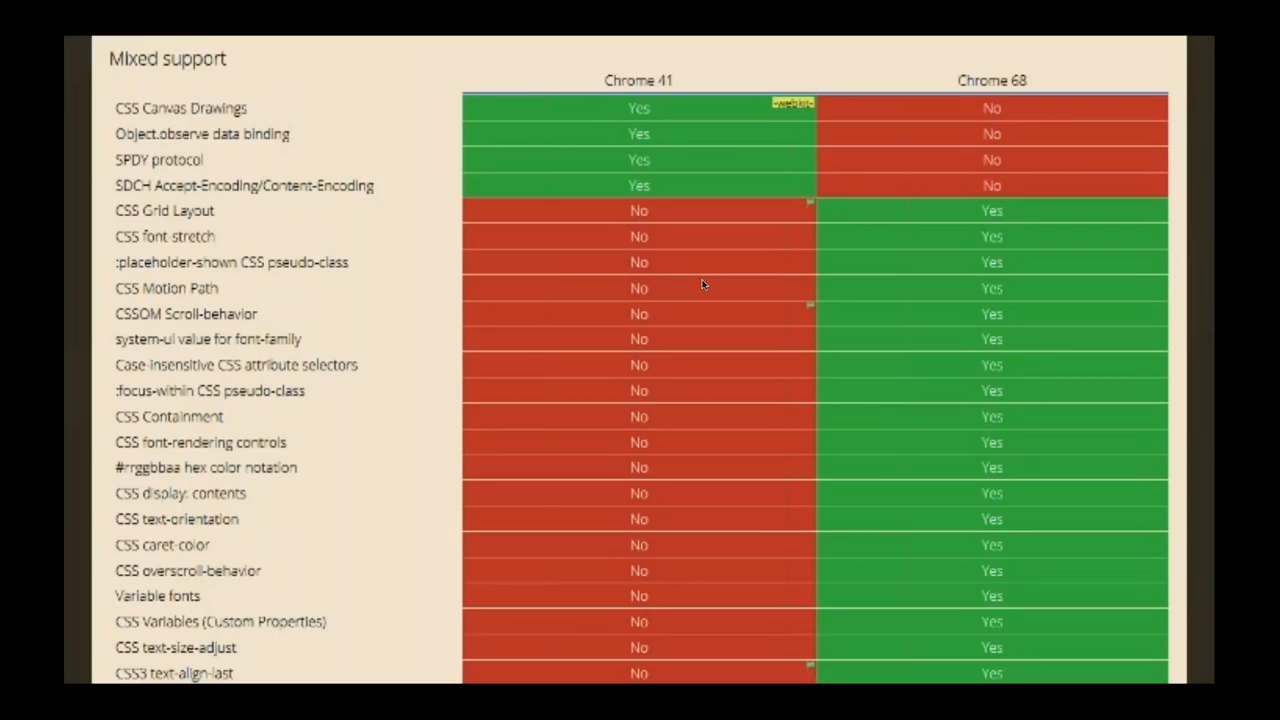 Mixed support
Chrome 41 Chrome 68
CSS Canvas Drawings Yes -webkit- No
Object.observe data binding Yes No
SPDY protocol Yes No
SDCH Accept-Encoding/Content-Encoding Yes No
CSS Grid Layout No Yes
CSS font-stretch No Yes
:placeholder-shown CSS pseudo-class No Yes
CSS Motion Path No Yes
CSSOM Scroll-behavior No Yes
system-ui value for font-family No Yes
Case-insensitive CSS attribute selectors No Yes
:focus-within CSS pseudo-class No Yes
CSS Containment No Yes
CSS font-rendering controls No Yes
#rrggbbaa hex color notation No Yes
CSS display: contents No Yes
CSS text-orientation No Yes
CSS caret-color No Yes
CSS overscroll-behavior No Yes
Variable fonts No Yes
CSS Variables (Custom Properties) No Yes
CSS text-size-adjust No Yes
CSS3 text-align-last No Yes